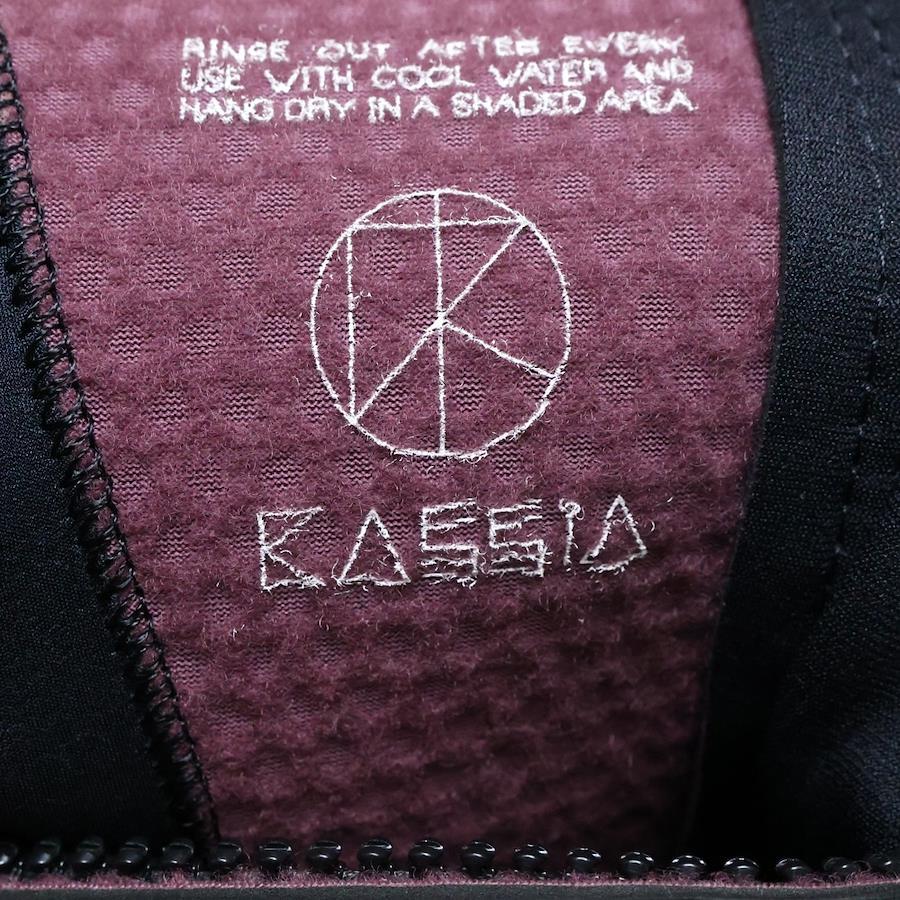 RINSE OUT AFTER EVERY
USE WITH COOL WATER AND
HANG DRY IN A SHADED AREA
KASSIA